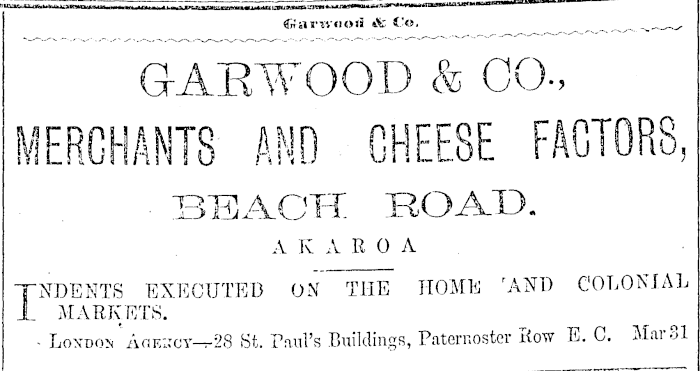 Garwood & Co.
GARWOOD & CO.,
MERCHANTS AND CHEESE FACTORS,
BEACH ROAD.
AKAROA
INDENTS EXECUTED ON THE HOME AND COLONIAL
MARKETS.
LONDON AGENCY—28 St. Paul's Buildings, Paternoster Row E. C. Mar 31